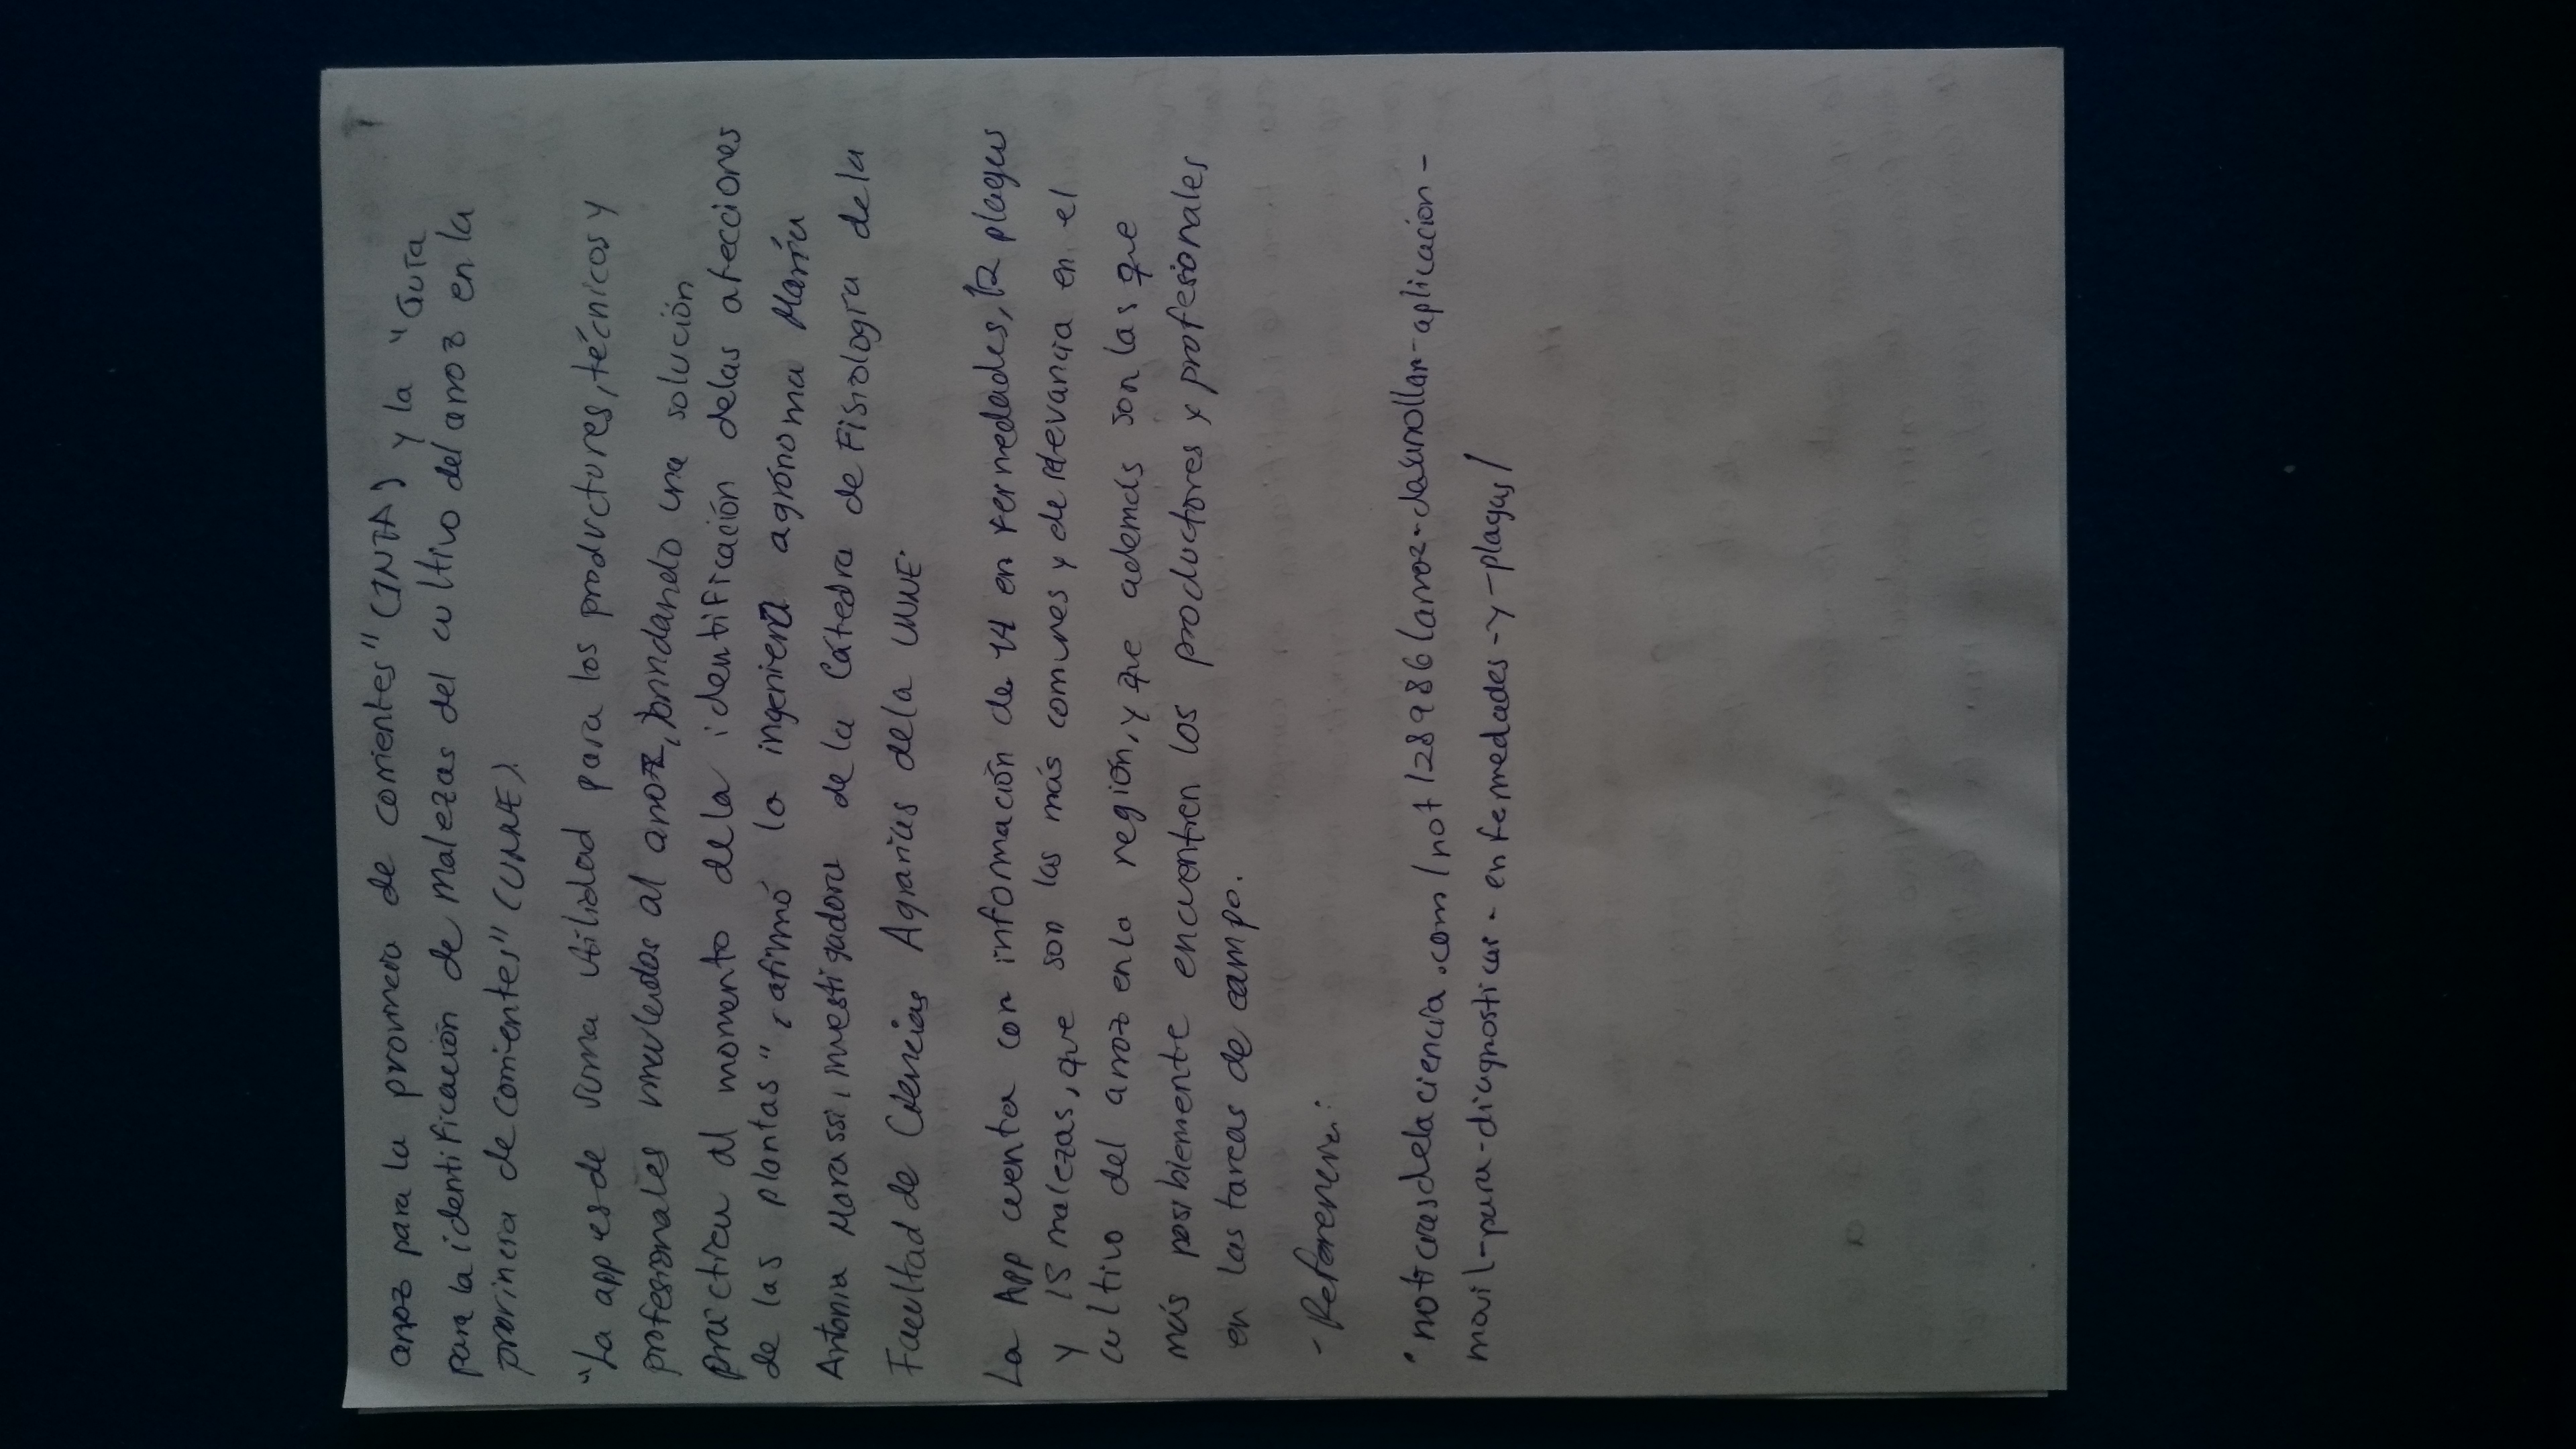 arroz para la provincia de corrientes" (INTA) y la "Guía
para la identificación de malezas del cultivo del arroz en la
provincia de corrientes" (UNNE).
"La app es de suma utilidad para los productores, técnicos y
profesionales vinculados al arroz, brindando una solución
práctica al momento de la identificación de las afecciones
de las plantas", afirmó la ingeniera agrónoma María
Antonia Marassi, investigadora de la Cátedra de Fisiología de la
Facultad de Ciencias Agrarias de la UNNE.
La App cuenta con información de 14 enfermedades, 12 plagas
y 15 malezas, que son las más comunes y de relevancia en el
cultivo del arroz en la región, y que además son las que
más posiblemente encuentren los productores y profesionales
en las tareas de campo.
- Referencia:
• noticiasdelaciencia.com/not/28986/arroz-desarrollan-aplicacion-
movil-para-diagnosticar-enfermedades-y-plagas/